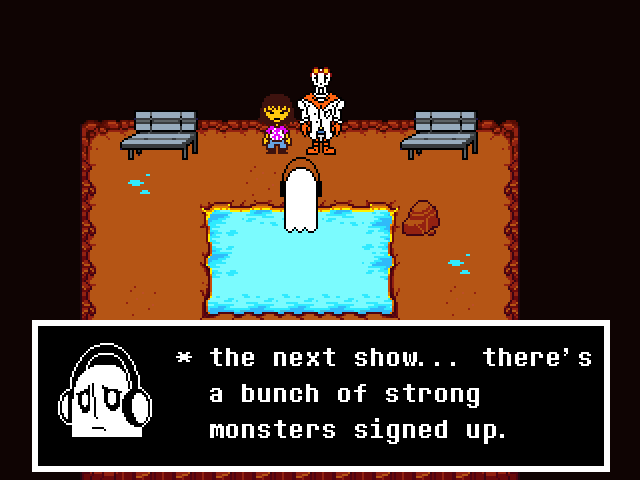 * the next show... there's
a bunch of strong
monsters signed up.